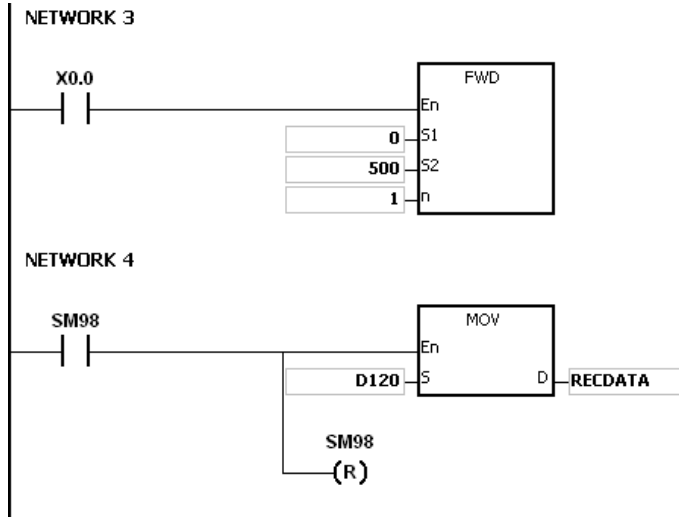 NETWORK 3
X0.0
FWD
En
0 S1
500 S2
1 n
NETWORK 4
SM98
MOV
En
D120 S D RECDATA
SM98
(R)